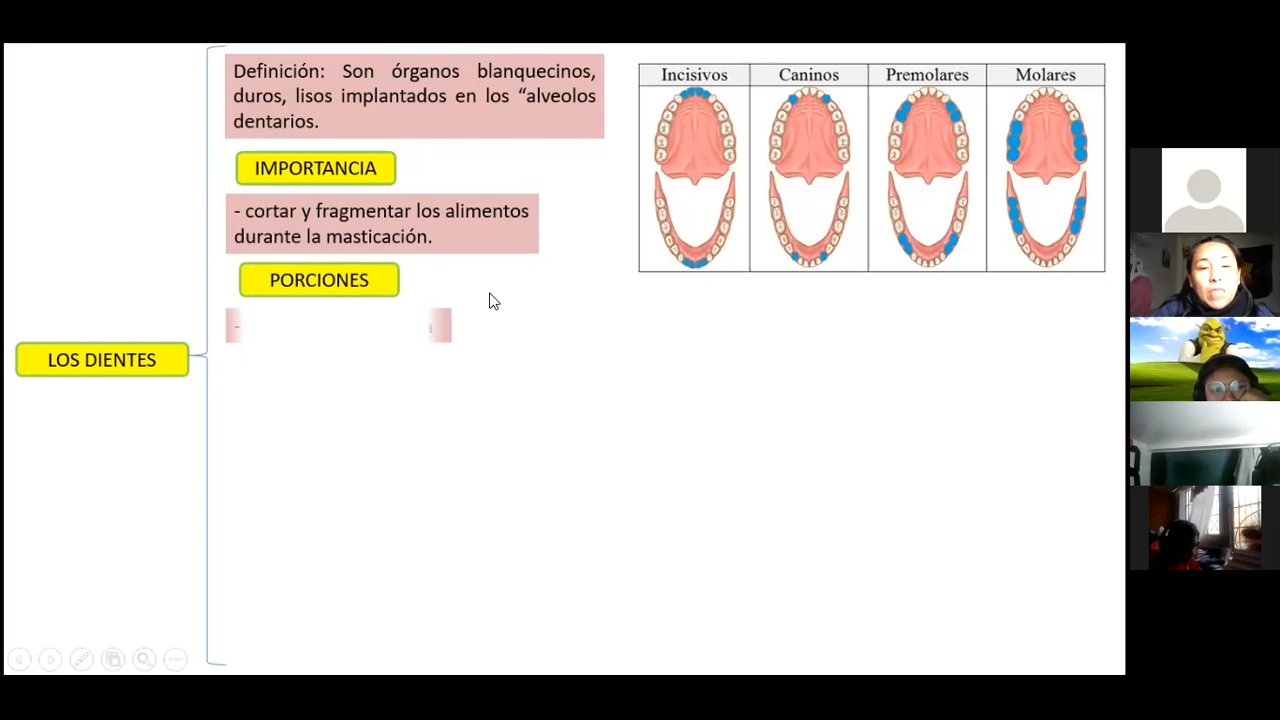 Definición: Son órganos blanquecinos,
duros, lisos implantados en los “alveolos
dentarios.
IMPORTANCIA
- cortar y fragmentar los alimentos
durante la masticación.
PORCIONES
-
LOS DIENTES
Incisivos
Caninos
Premolares
Molares